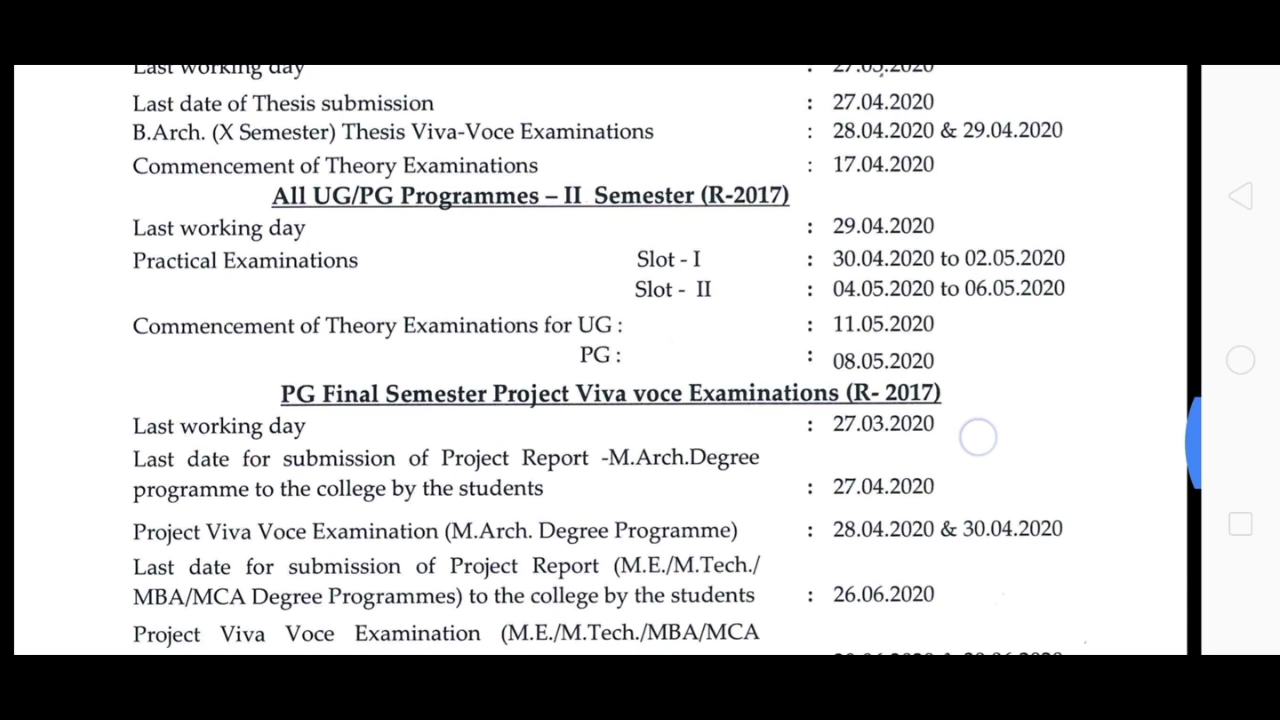 Last working day : 27.03.2020
Last date of Thesis submission : 27.04.2020
B.Arch. (X Semester) Thesis Viva-Voce Examinations : 28.04.2020 & 29.04.2020
Commencement of Theory Examinations : 17.04.2020
All UG/PG Programmes – II Semester (R-2017)
Last working day : 29.04.2020
Practical Examinations Slot - I : 30.04.2020 to 02.05.2020
Slot - II : 04.05.2020 to 06.05.2020
Commencement of Theory Examinations for UG : : 11.05.2020
PG : : 08.05.2020
PG Final Semester Project Viva voce Examinations (R- 2017)
Last working day : 27.03.2020
Last date for submission of Project Report -M.Arch.Degree
programme to the college by the students : 27.04.2020
Project Viva Voce Examination (M.Arch. Degree Programme) : 28.04.2020 & 30.04.2020
Last date for submission of Project Report (M.E./M.Tech./
MBA/MCA Degree Programmes) to the college by the students : 26.06.2020
Project Viva Voce Examination (M.E./M.Tech./MBA/MCA